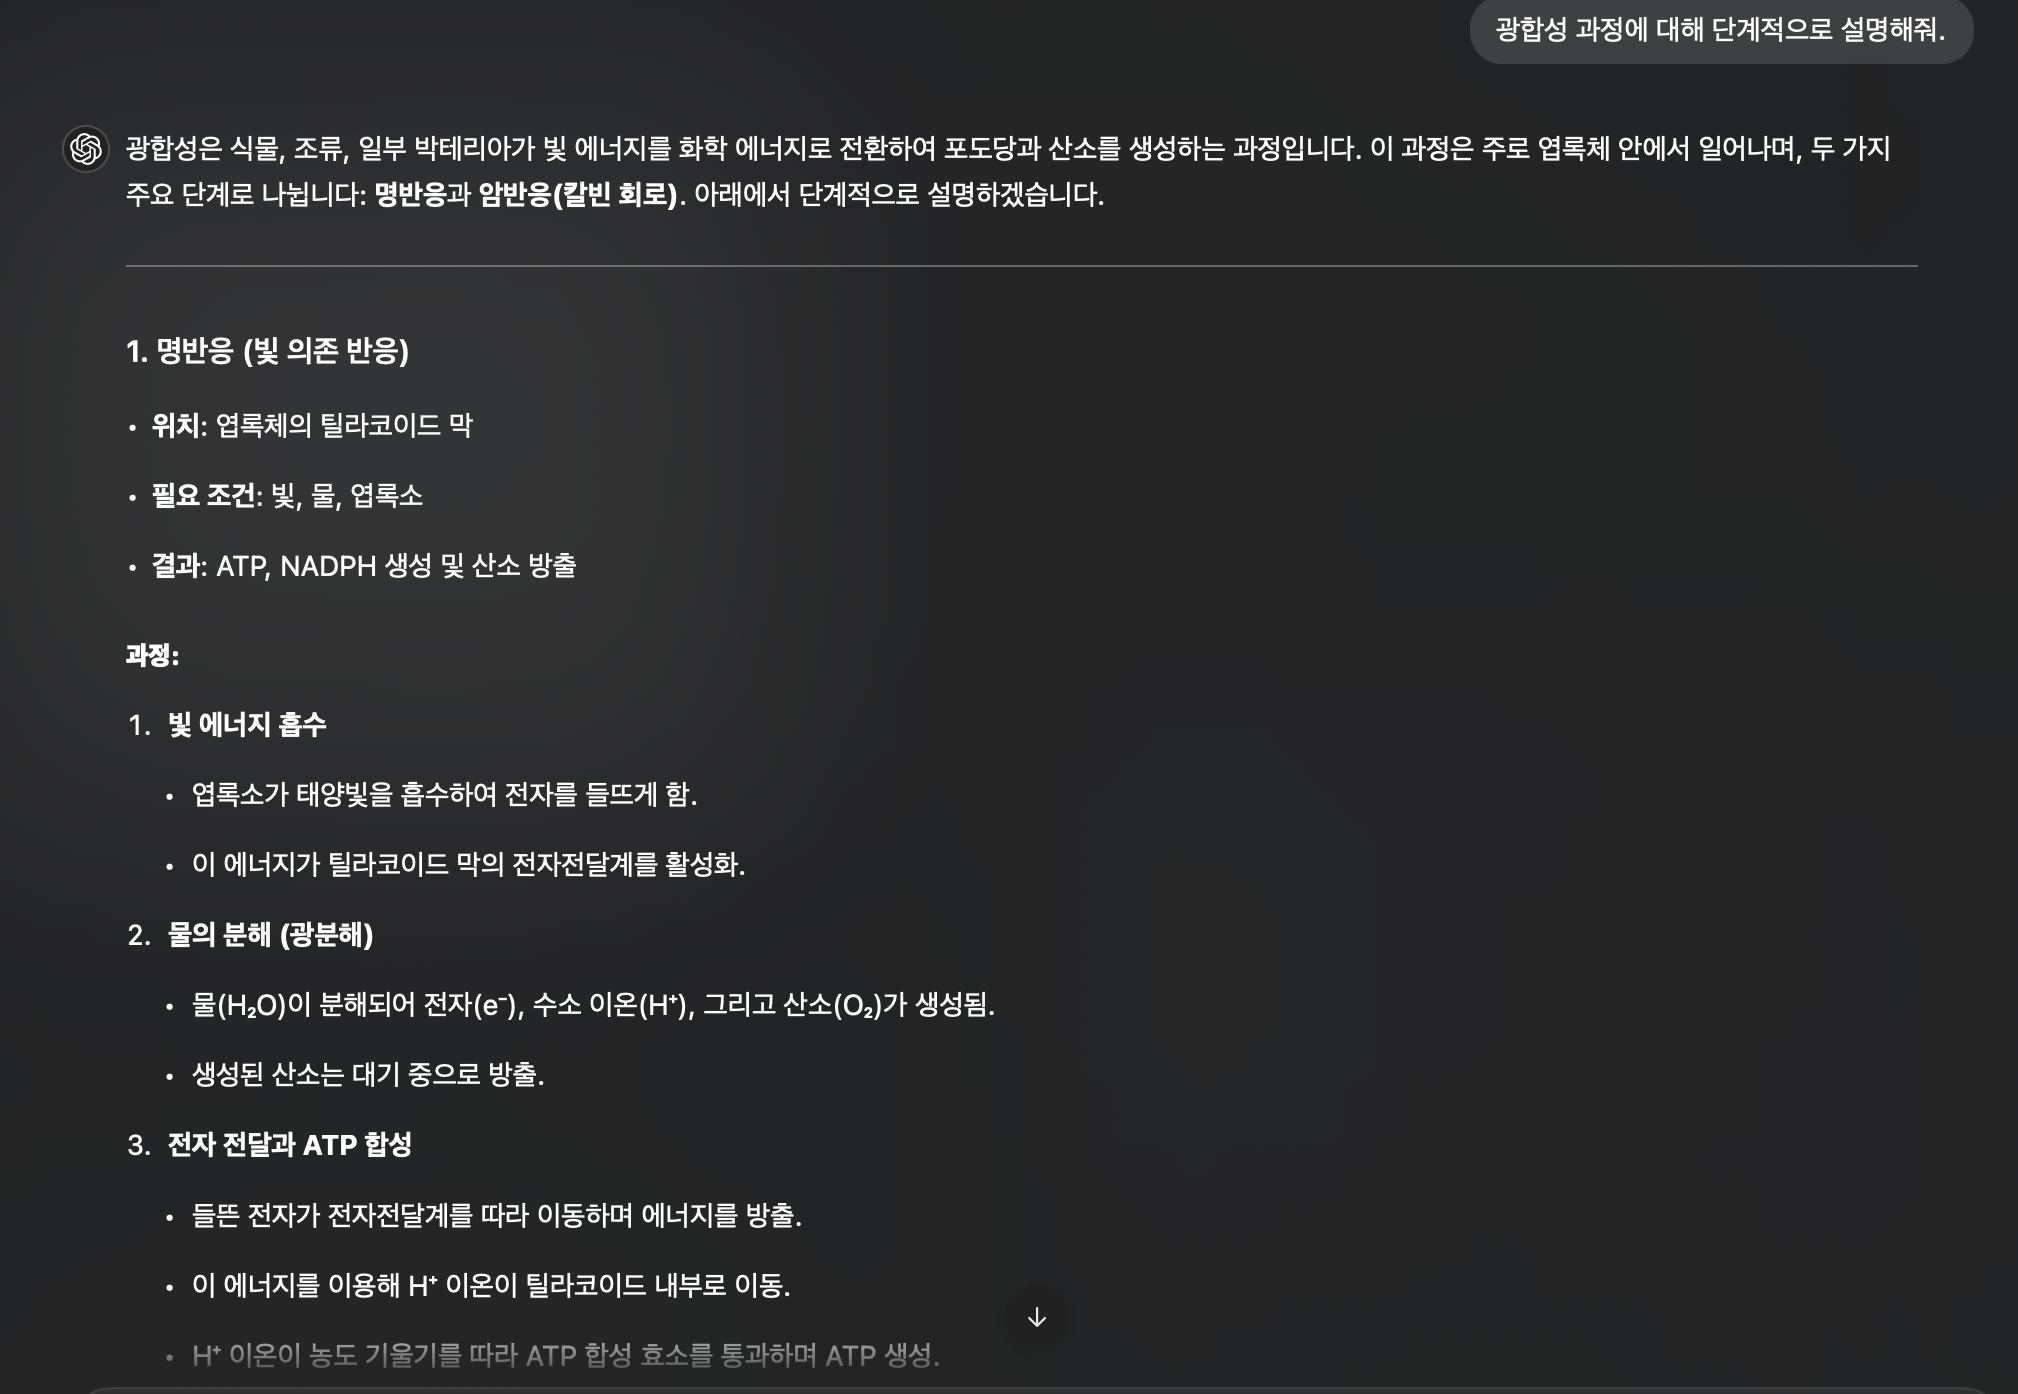 광합성 과정에 대해 단계적으로 설명해줘.
광합성은 식물, 조류, 일부 박테리아가 빛 에너지를 화학 에너지로 전환하여 포도당과 산소를 생성하는 과정입니다. 이 과정은 주로 엽록체 안에서 일어나며, 두 가지
주요 단계로 나뉩니다: 명반응과 암반응(칼빈 회로). 아래에서 단계적으로 설명하겠습니다.
1. 명반응 (빛 의존 반응)
• 위치: 엽록체의 틸라코이드 막
• 필요 조건: 빛, 물, 엽록소
• 결과: ATP, NADPH 생성 및 산소 방출
과정:
1. 빛 에너지 흡수
• 엽록소가 태양빛을 흡수하여 전자를 들뜨게 함.
• 이 에너지가 틸라코이드 막의 전자전달계를 활성화.
2. 물의 분해 (광분해)
• 물(H₂O)이 분해되어 전자(e⁻), 수소 이온(H⁺), 그리고 산소(O₂)가 생성됨.
• 생성된 산소는 대기 중으로 방출.
3. 전자 전달과 ATP 합성
• 들뜬 전자가 전자전달계를 따라 이동하며 에너지를 방출.
• 이 에너지를 이용해 H⁺ 이온이 틸라코이드 내부로 이동.
• H⁺ 이온이 농도 기울기를 따라 ATP 합성 효소를 통과하며 ATP 생성.